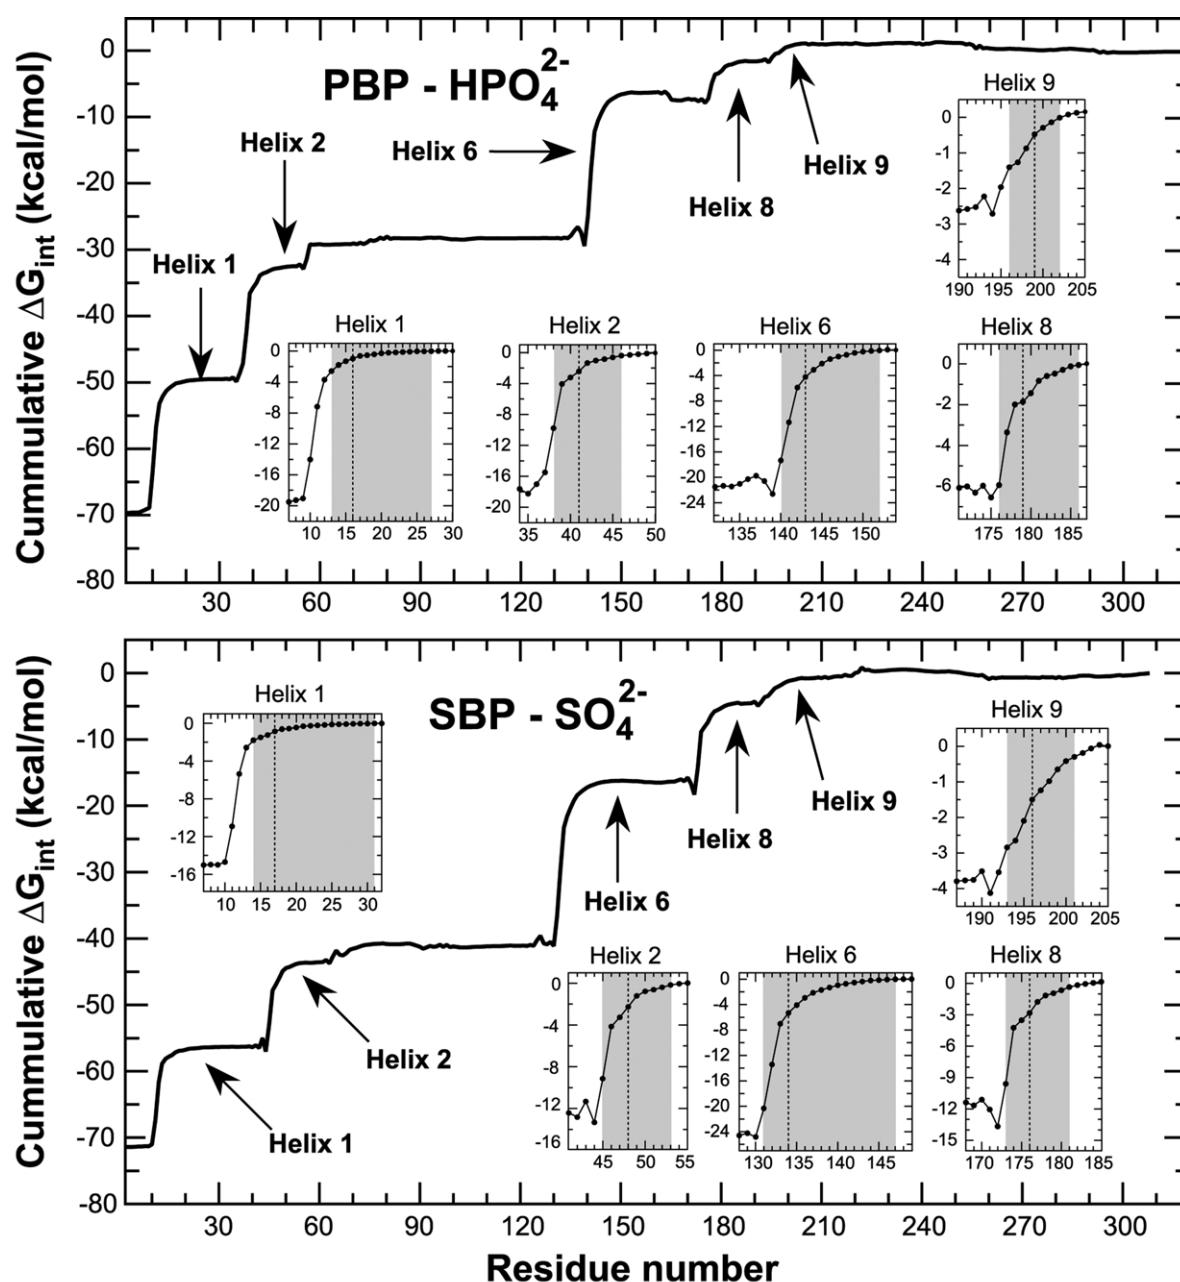 Cummulative ΔG_int (kcal/mol)
PBP - HPO₄²⁻
0
-10
-20
-30
-40
-50
-60
-70
-80
30 60 90 120 150 180 210 240 270 300
Helix 1
Helix 2
Helix 6
Helix 8
Helix 9
Helix 9
0
-1
-2
-3
-4
190 195 200 205
Helix 1
0
-4
-8
-12
-16
-20
10 15 20 25 30
Helix 2
0
-4
-8
-12
-16
-20
35 40 45 50
Helix 6
0
-4
-8
-12
-16
-20
-24
135 140 145 150
Helix 8
0
-2
-4
-6
175 180 185
Cummulative ΔG_int (kcal/mol)
SBP - SO₄²⁻
0
-10
-20
-30
-40
-50
-60
-70
-80
30 60 90 120 150 180 210 240 270 300
Helix 1
Helix 2
Helix 6
Helix 8
Helix 9
Helix 1
0
-4
-8
-12
-16
10 15 20 25 30
Helix 9
0
-1
-2
-3
-4
190 195 200 205
Helix 2
0
-4
-8
-12
-16
45 50 55
Helix 6
0
-4
-8
-12
-16
-20
-24
130 135 140 145
Helix 8
0
-3
-6
-9
-12
-15
170 175 180 185
Residue number